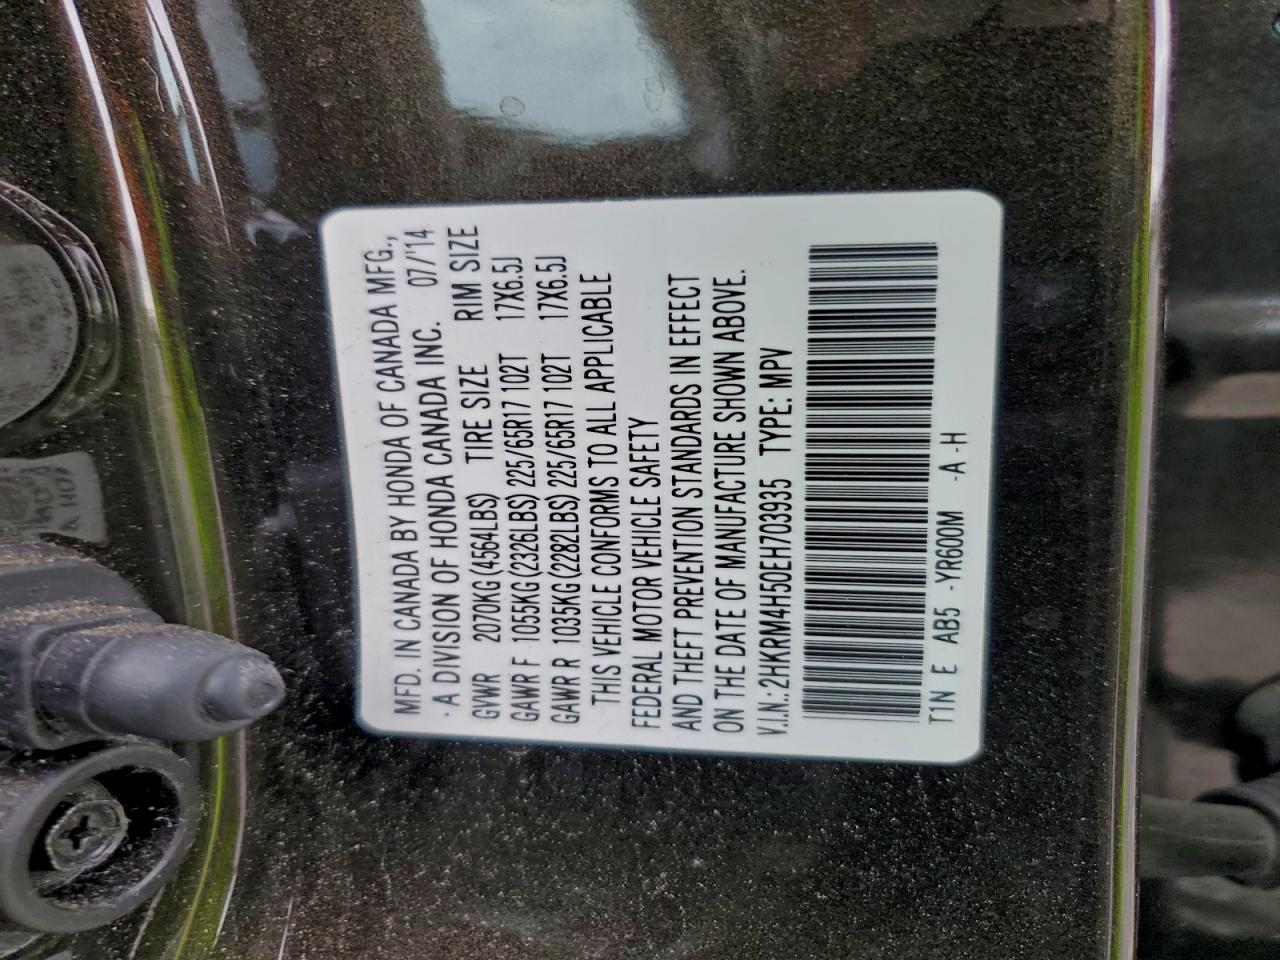 MFD. IN CANADA BY HONDA OF CANADA MFG.,
A DIVISION OF HONDA CANADA INC. 07/'14
GVWR 2070KG (4564LBS) TIRE SIZE RIM SIZE
GAWR F 1055KG (2326LBS) 225/65R17 102T 17X6.5J
GAWR R 1035KG (2282LBS) 225/65R17 102T 17X6.5J
THIS VEHICLE CONFORMS TO ALL APPLICABLE
FEDERAL MOTOR VEHICLE SAFETY
AND THEFT PREVENTION STANDARDS IN EFFECT
ON THE DATE OF MANUFACTURE SHOWN ABOVE.
V.I.N.: 2HKRM4H50EH703935 TYPE: MPV
T1N E AB5 -YR600M -A-H